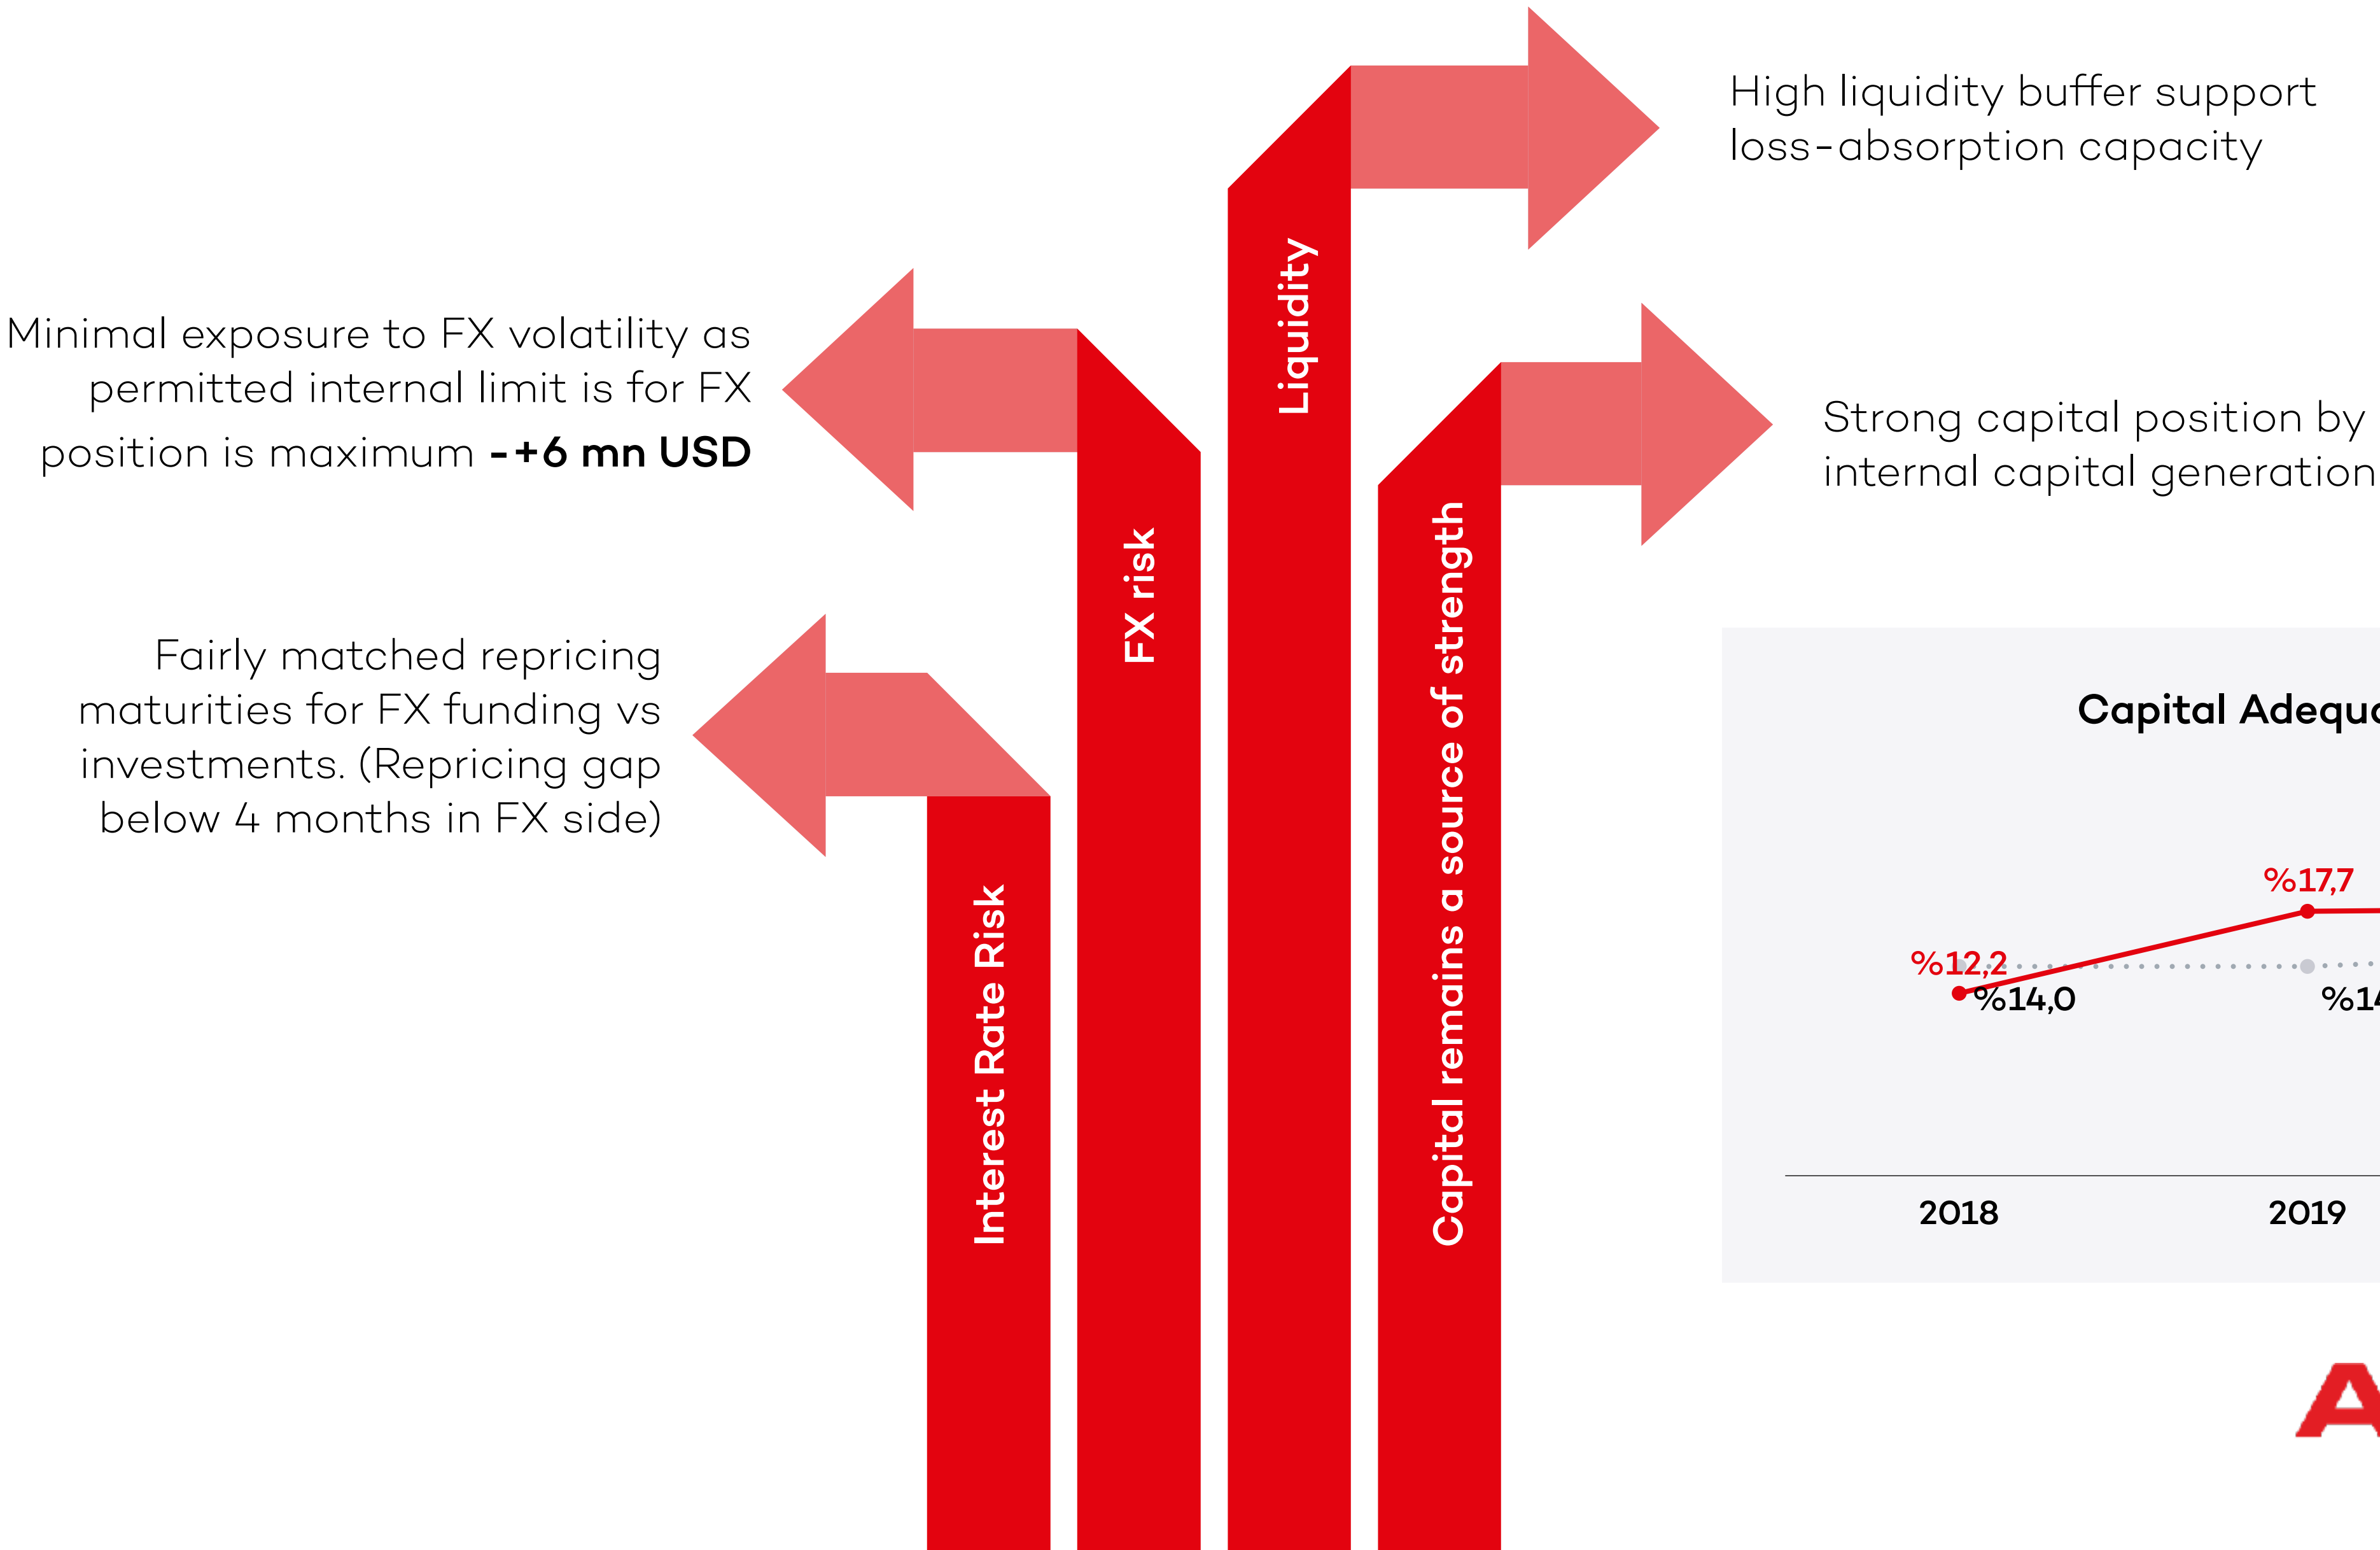 High liquidity buffer support
loss-absorption capacity
Minimal exposure to FX volatility as
permitted internal limit is for FX
position is maximum -+6 mn USD
Strong capital position by
internal capital generation
Fairly matched repricing
maturities for FX funding vs
investments. (Repricing gap
below 4 months in FX side)
Interest Rate Risk
FX risk
Liquidity
Capital remains a source of strength
Capital
%17,7
%12,2
%14,0
2018
2019